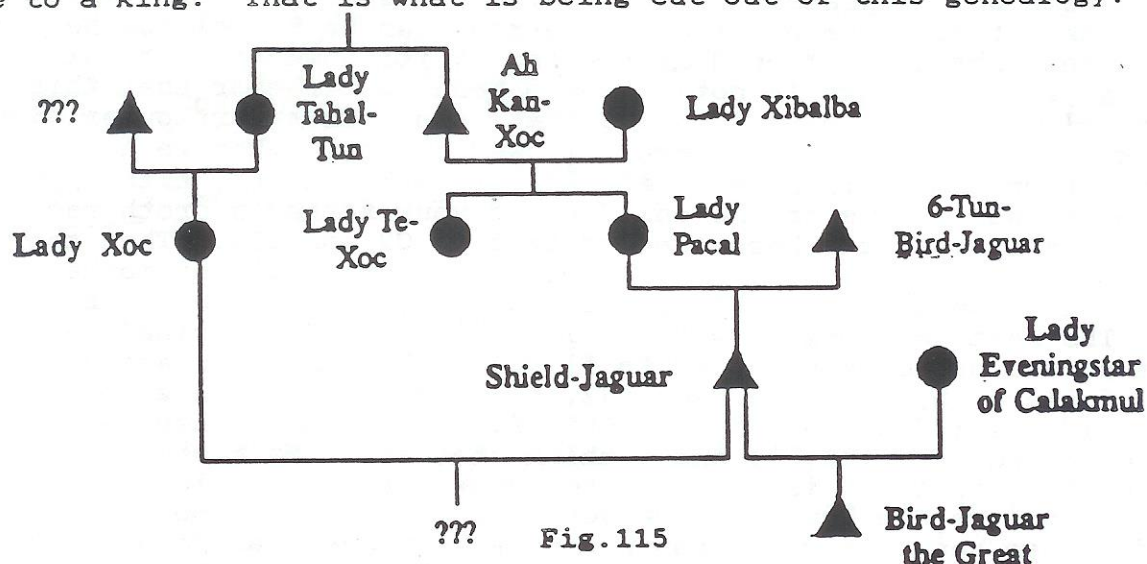 e to a king. That is what is being cut out of this genealogy.
???
Lady
Tahal-
Tun
Ah
Kan-
Xoc
Lady Xibalba
Lady Xoc
Lady Te-
Xoc
Lady
Pacal
6-Tun-
Bird-Jaguar
Shield-Jaguar
Lady
Eveningstar
of Calakmul
???
Fig.115
Bird-Jaguar
the Great